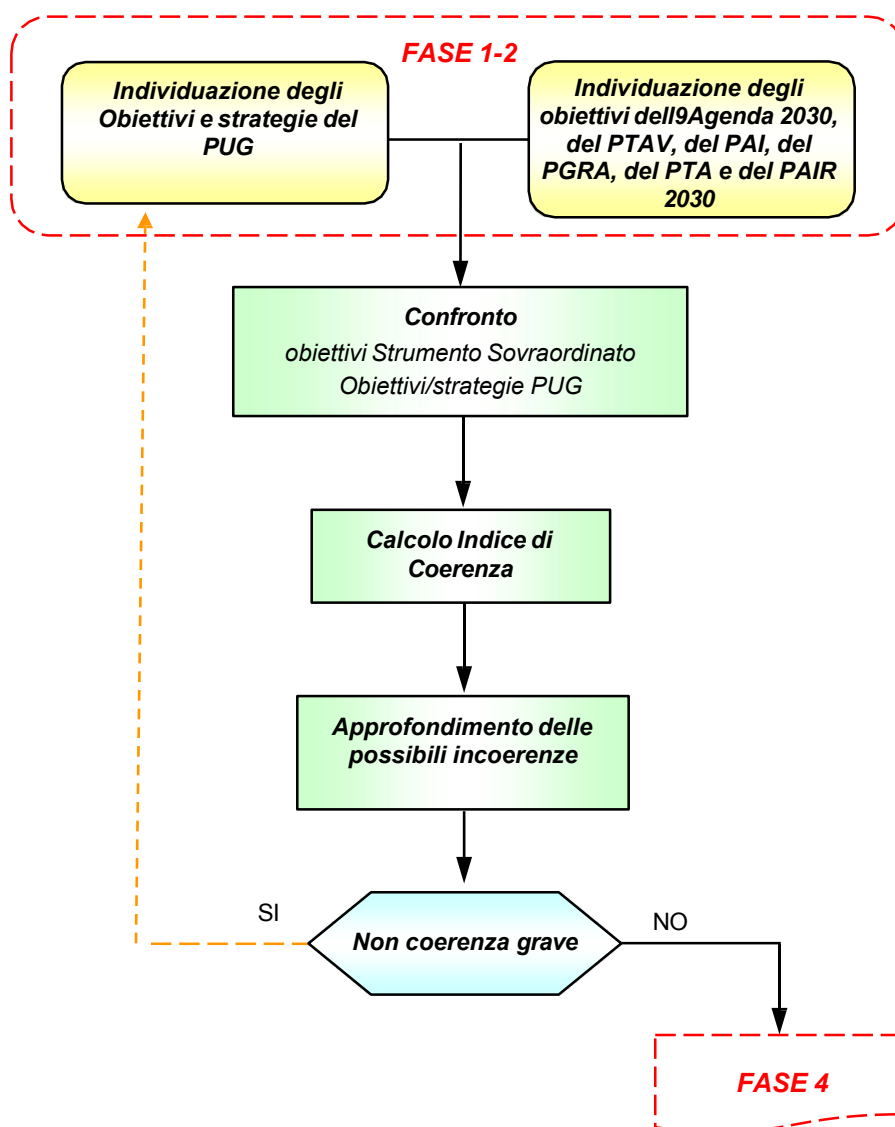 FASE 1-2
Individuazione degli
Obiettivi e strategie del
PUG
Individuazione degli
obiettivi dell9Agenda 2030,
del PTAV, del PAI, del
PGRA, del PTA e del PAIR
2030
Confronto
obiettivi Strumento Sovraordinato
Obiettivi/strategie PUG
Calcolo Indice di
Coerenza
Approfondimento delle
possibili incoerenze
SI
Non coerenza grave
NO
FASE 4